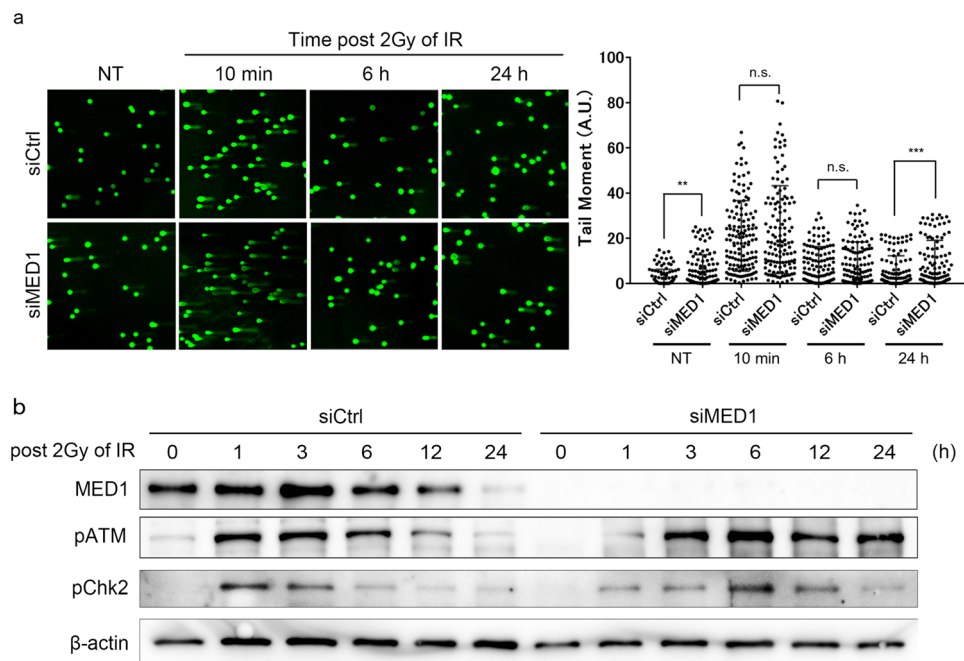 a
Time post 2Gy of IR
NT 10 min 6 h 24 h
siCtrl
siMED1
Tail Moment (A.U.)
100
80
60
40
20
0
n.s.
n.s.
**
***
siCtrl siMED1 siCtrl siMED1 siCtrl siMED1 siCtrl siMED1
NT 10 min 6 h 24 h
b
siCtrl siMED1
post 2Gy of IR 0 1 3 6 12 24 0 1 3 6 12 24 (h)
MED1
pATM
pChk2
β-actin